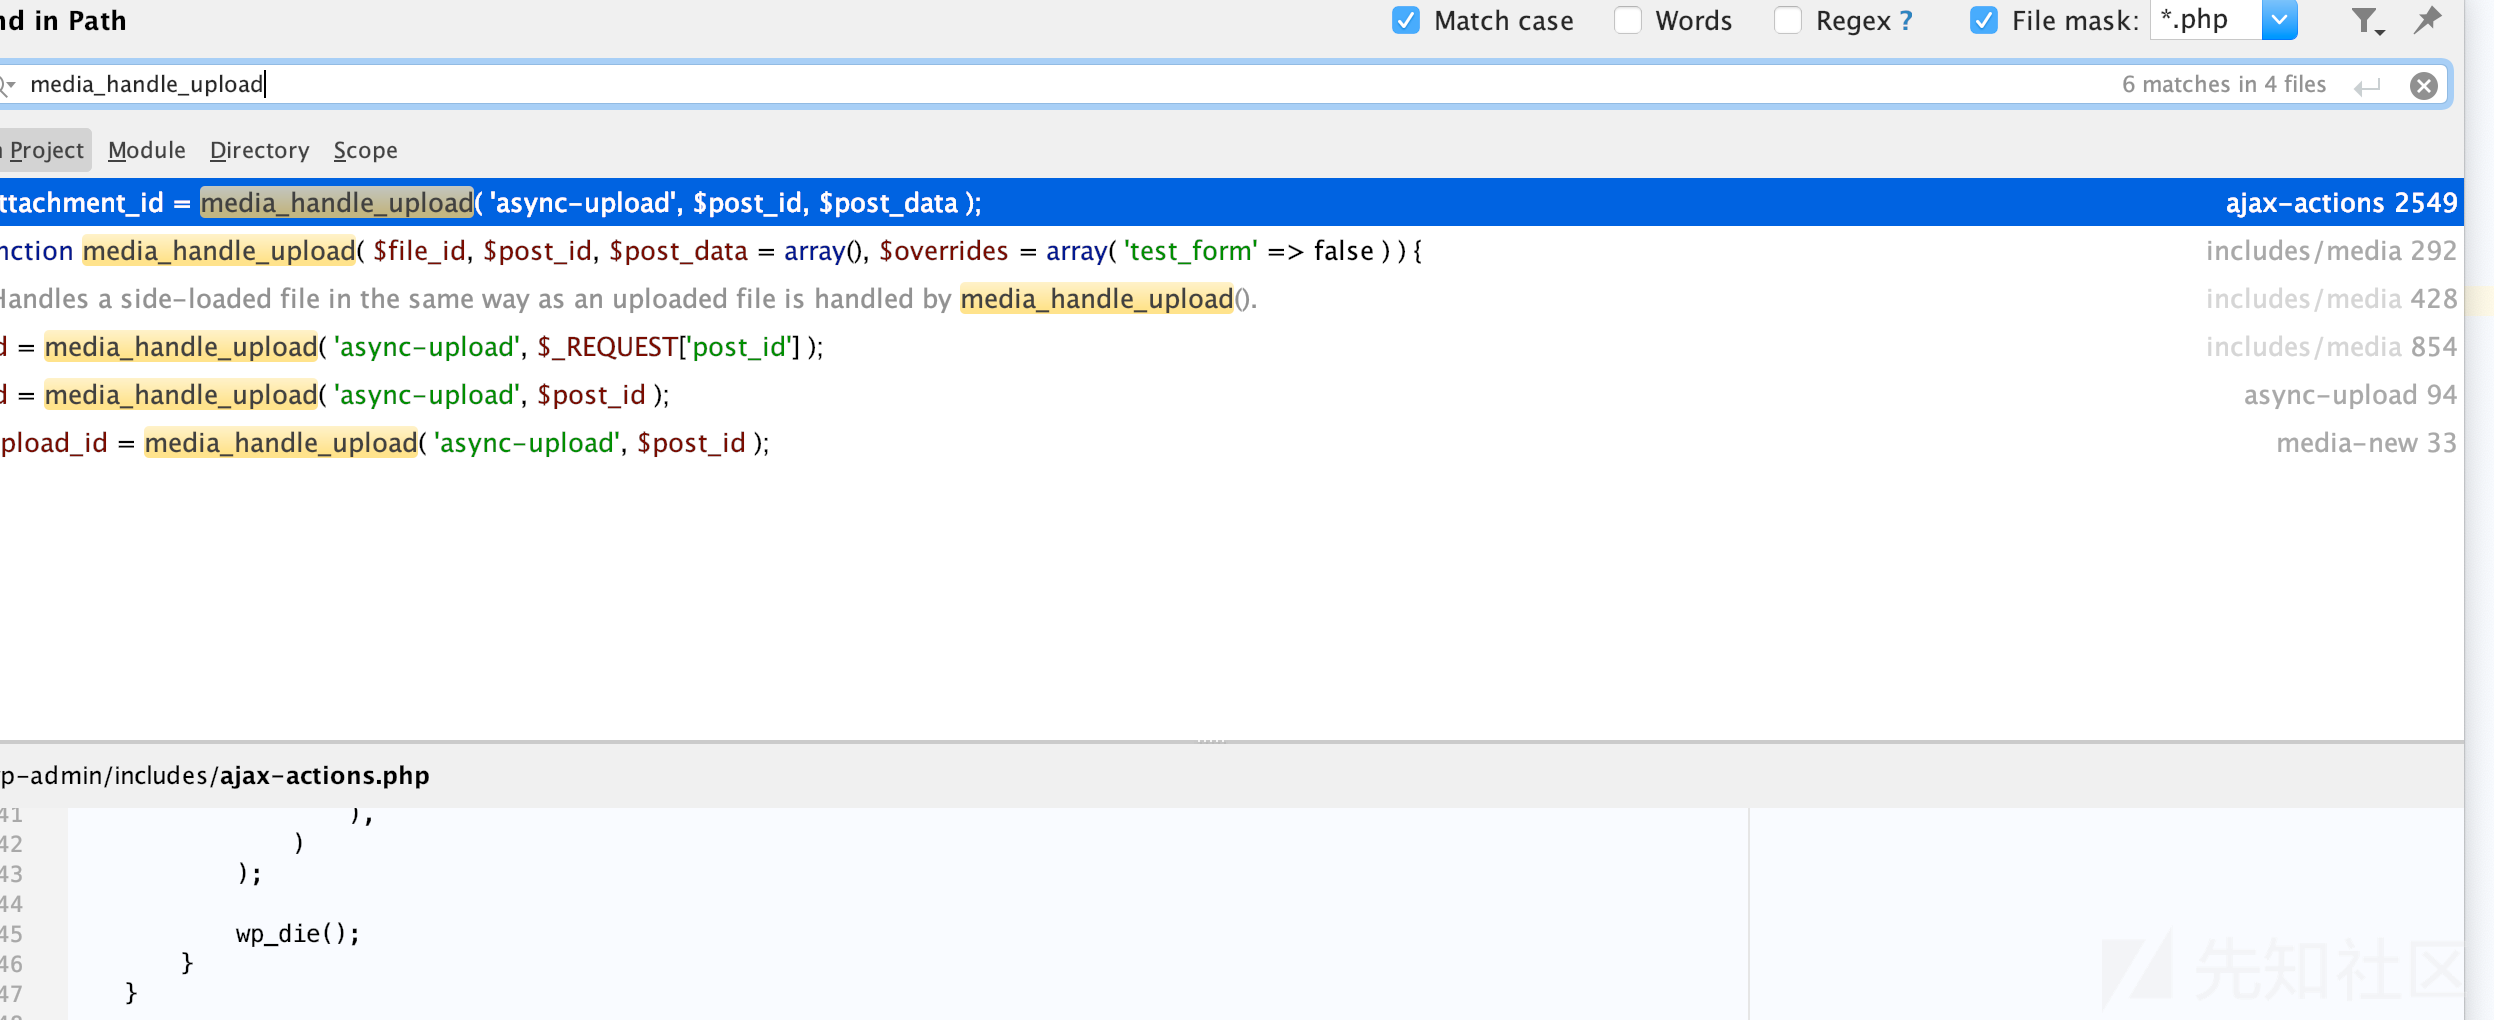 nd in Path
Match case
Words
Regex ?
File mask: *.php
media_handle_upload
6 matches in 4 files
Project Module Directory Scope
ttachment_id = media_handle_upload( 'async-upload', $post_id, $post_data ); ajax-actions 2549
nction media_handle_upload( $file_id, $post_id, $post_data = array(), $overrides = array( 'test_form' => false ) ) { includes/media 292
Handles a side-loaded file in the same way as an uploaded file is handled by media_handle_upload(). includes/media 428
d = media_handle_upload( 'async-upload', $_REQUEST['post_id'] ); includes/media 854
d = media_handle_upload( 'async-upload', $post_id ); async-upload 94
pload_id = media_handle_upload( 'async-upload', $post_id ); media-new 33
p-admin/includes/ajax-actions.php
41 ),
42 )
43 );
44
45 wp_die();
46 }
47 }
先知社区